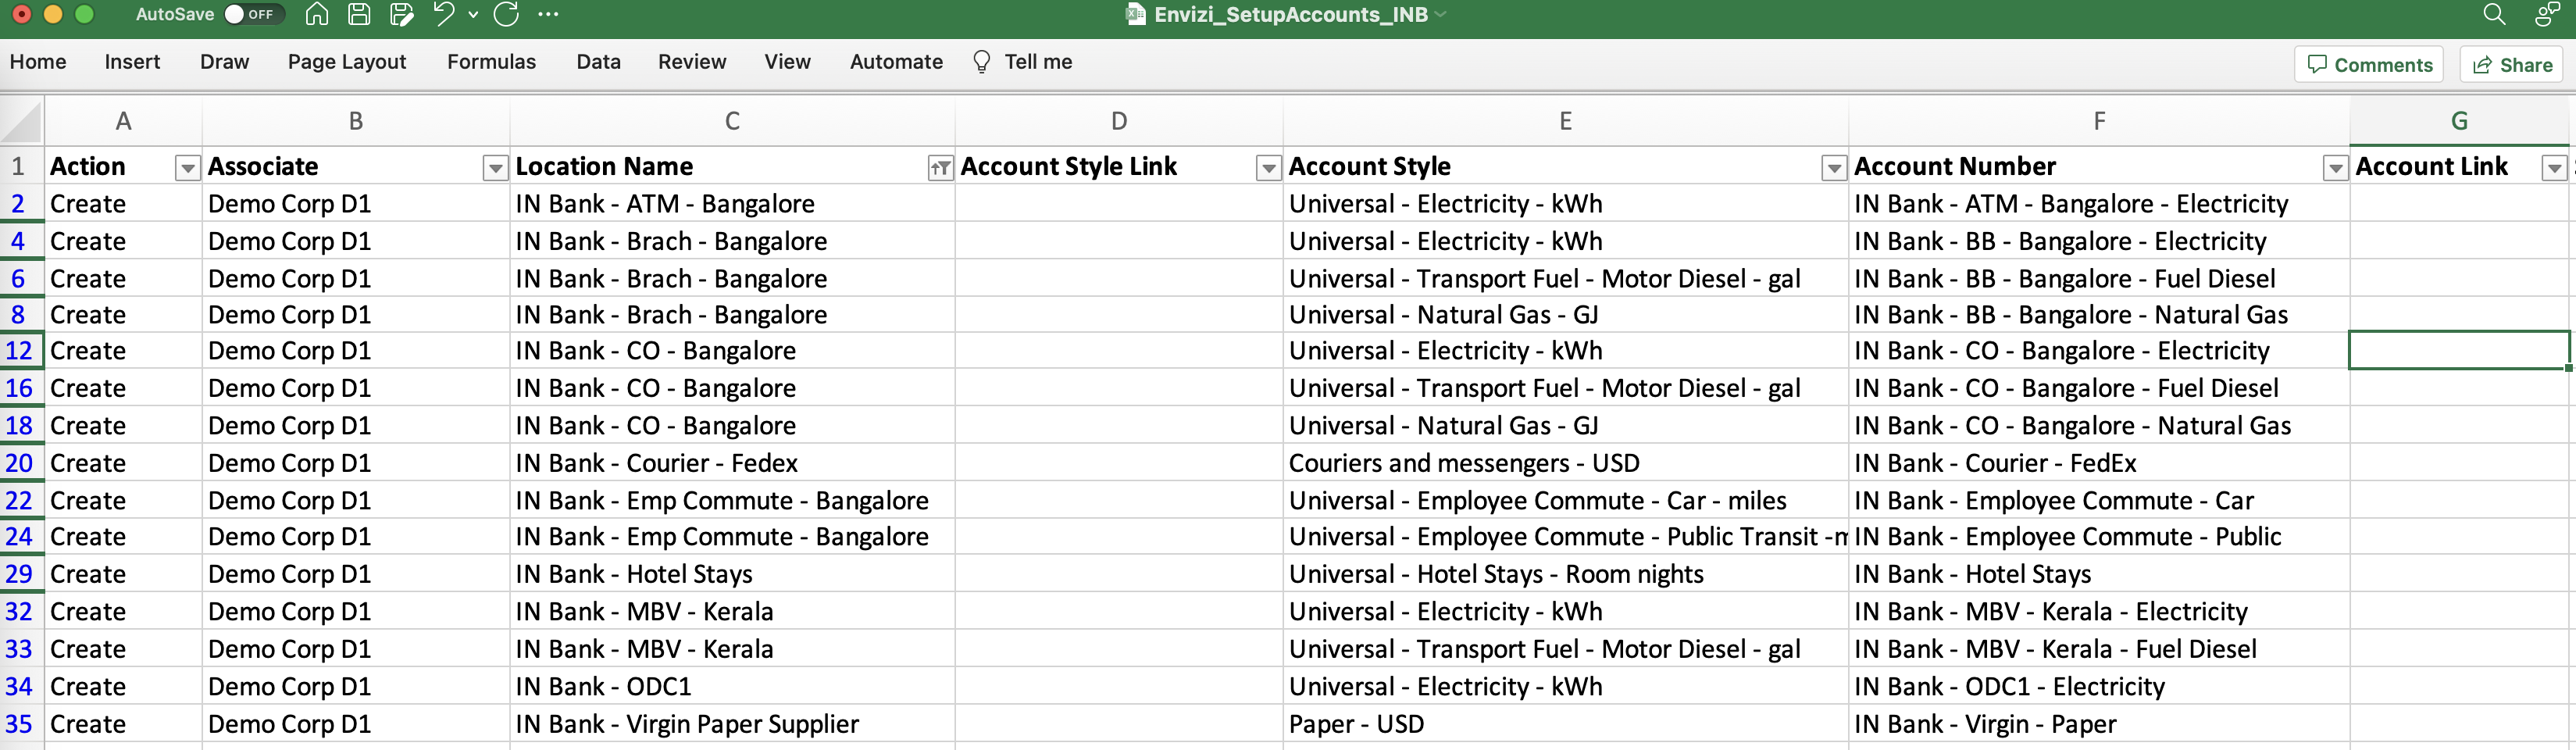 AutoSave OFF Envizi_SetupAccounts_INB
Home Insert Draw Page Layout Formulas Data Review View Automate Tell me Comments Share
A B C D E F G
1 Action Associate Location Name Account Style Link Account Style Account Number Account Link
2 Create Demo Corp D1 IN Bank - ATM - Bangalore Universal - Electricity - kWh IN Bank - ATM - Bangalore - Electricity
4 Create Demo Corp D1 IN Bank - Brach - Bangalore Universal - Electricity - kWh IN Bank - BB - Bangalore - Electricity
6 Create Demo Corp D1 IN Bank - Brach - Bangalore Universal - Transport Fuel - Motor Diesel - gal IN Bank - BB - Bangalore - Fuel Diesel
8 Create Demo Corp D1 IN Bank - Brach - Bangalore Universal - Natural Gas - GJ IN Bank - BB - Bangalore - Natural Gas
12 Create Demo Corp D1 IN Bank - CO - Bangalore Universal - Electricity - kWh IN Bank - CO - Bangalore - Electricity
16 Create Demo Corp D1 IN Bank - CO - Bangalore Universal - Transport Fuel - Motor Diesel - gal IN Bank - CO - Bangalore - Fuel Diesel
18 Create Demo Corp D1 IN Bank - CO - Bangalore Universal - Natural Gas - GJ IN Bank - CO - Bangalore - Natural Gas
20 Create Demo Corp D1 IN Bank - Courier - Fedex Couriers and messengers - USD IN Bank - Courier - FedEx
22 Create Demo Corp D1 IN Bank - Emp Commute - Bangalore Universal - Employee Commute - Car - miles IN Bank - Employee Commute - Car
24 Create Demo Corp D1 IN Bank - Emp Commute - Bangalore Universal - Employee Commute - Public Transit - IN Bank - Employee Commute - Public
29 Create Demo Corp D1 IN Bank - Hotel Stays Universal - Hotel Stays - Room nights IN Bank - Hotel Stays
32 Create Demo Corp D1 IN Bank - MBV - Kerala Universal - Electricity - kWh IN Bank - MBV - Kerala - Electricity
33 Create Demo Corp D1 IN Bank - MBV - Kerala Universal - Transport Fuel - Motor Diesel - gal IN Bank - MBV - Kerala - Fuel Diesel
34 Create Demo Corp D1 IN Bank - ODC1 Universal - Electricity - kWh IN Bank - ODC1 - Electricity
35 Create Demo Corp D1 IN Bank - Virgin Paper Supplier Paper - USD IN Bank - Virgin - Paper